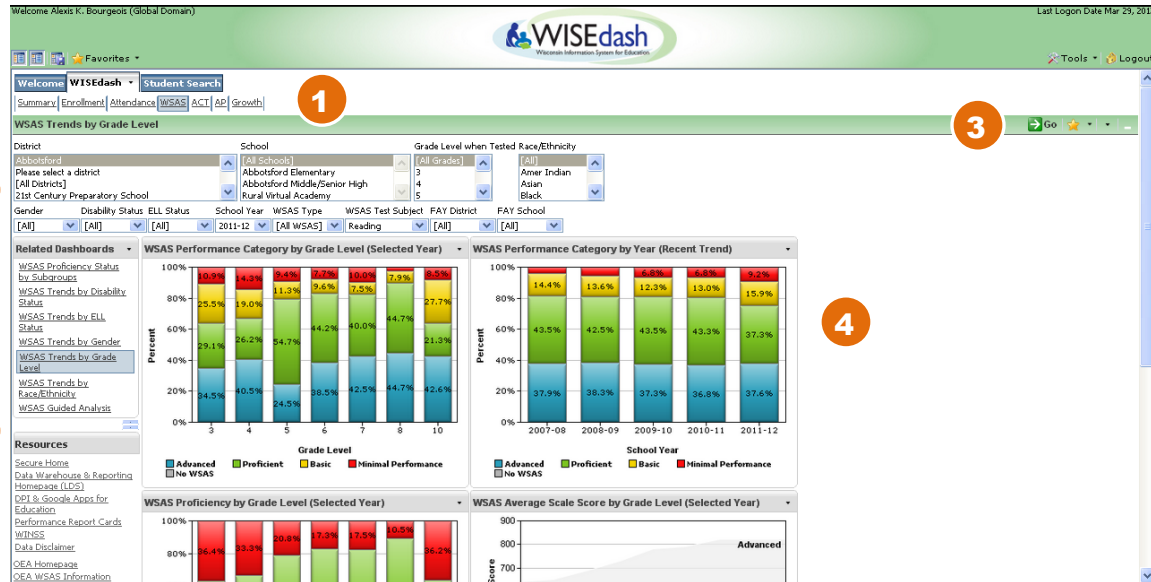 Welcome Alexis K. Bourgeois (Global Domain)
Last Logon Date Mar 29, 201
WISEdash
Wisconsin Information System for Education
Favorites
Tools
Logout
Welcome WISEdash Student Search
Summary Enrollment Attendance WSAS ACT AP Growth
1
WSAS Trends by Grade Level
3
Go
District School Grade Level when Tested Race/Ethnicity
Abbotsford [All Schools] [All Grades] [All]
Please select a district Abbotsford Elementary 3 Amer Indian
[All Districts] Abbotsford Middle/Senior High 4 Asian
21st Century Preparatory School Rural Virtual Academy 5 Black
Gender Disability Status ELL Status School Year WSAS Type WSAS Test Subject FAY District FAY School
[All] [All] [All] 2011-12 [All WSAS] Reading [All] [All]
Related Dashboards
WSAS Proficiency Status
by Subgroups
WSAS Trends by Disability
Status
WSAS Trends by ELL
Status
WSAS Trends by Gender
WSAS Trends by Grade
Level
WSAS Trends by
Race/Ethnicity
WSAS Guided Analysis
Resources
Secure Home
Data Warehouse & Reporting
Homepage (LDS)
DPI & Google Apps for
Education
Performance Report Cards
WINSS
Data Disclaimer
OEA Homepage
OEA WSAS Information
WSAS Performance Category by Grade Level (Selected Year)
Percent
100%
80%
60%
40%
20%
0%
10.9% 14.3% 9.4% 7.7% 10.0% 7.9% 8.5%
25.5% 19.0% 11.3% 9.6% 7.5% 27.7%
29.1% 26.2% 54.7% 44.2% 40.0% 44.7% 21.3%
34.5% 40.5% 24.5% 38.5% 42.5% 44.7% 42.6%
3 4 5 6 7 8 10
Grade Level
Advanced Proficient Basic Minimal Performance
No WSAS
WSAS Performance Category by Year (Recent Trend)
Percent
100%
80%
60%
40%
20%
0%
6.8% 6.8% 9.2%
14.4% 13.6% 12.3% 13.0% 15.9%
43.5% 42.5% 43.5% 43.3% 37.3%
37.9% 38.3% 37.3% 36.8% 37.6%
2007-08 2008-09 2009-10 2010-11 2011-12
School Year
Advanced Proficient Basic Minimal Performance
No WSAS
4
WSAS Proficiency by Grade Level (Selected Year)
100%
80%
36.4% 33.3% 20.8% 17.3% 17.5% 10.5% 36.2%
WSAS Average Scale Score by Grade Level (Selected Year)
900
800
700
Score
Advanced